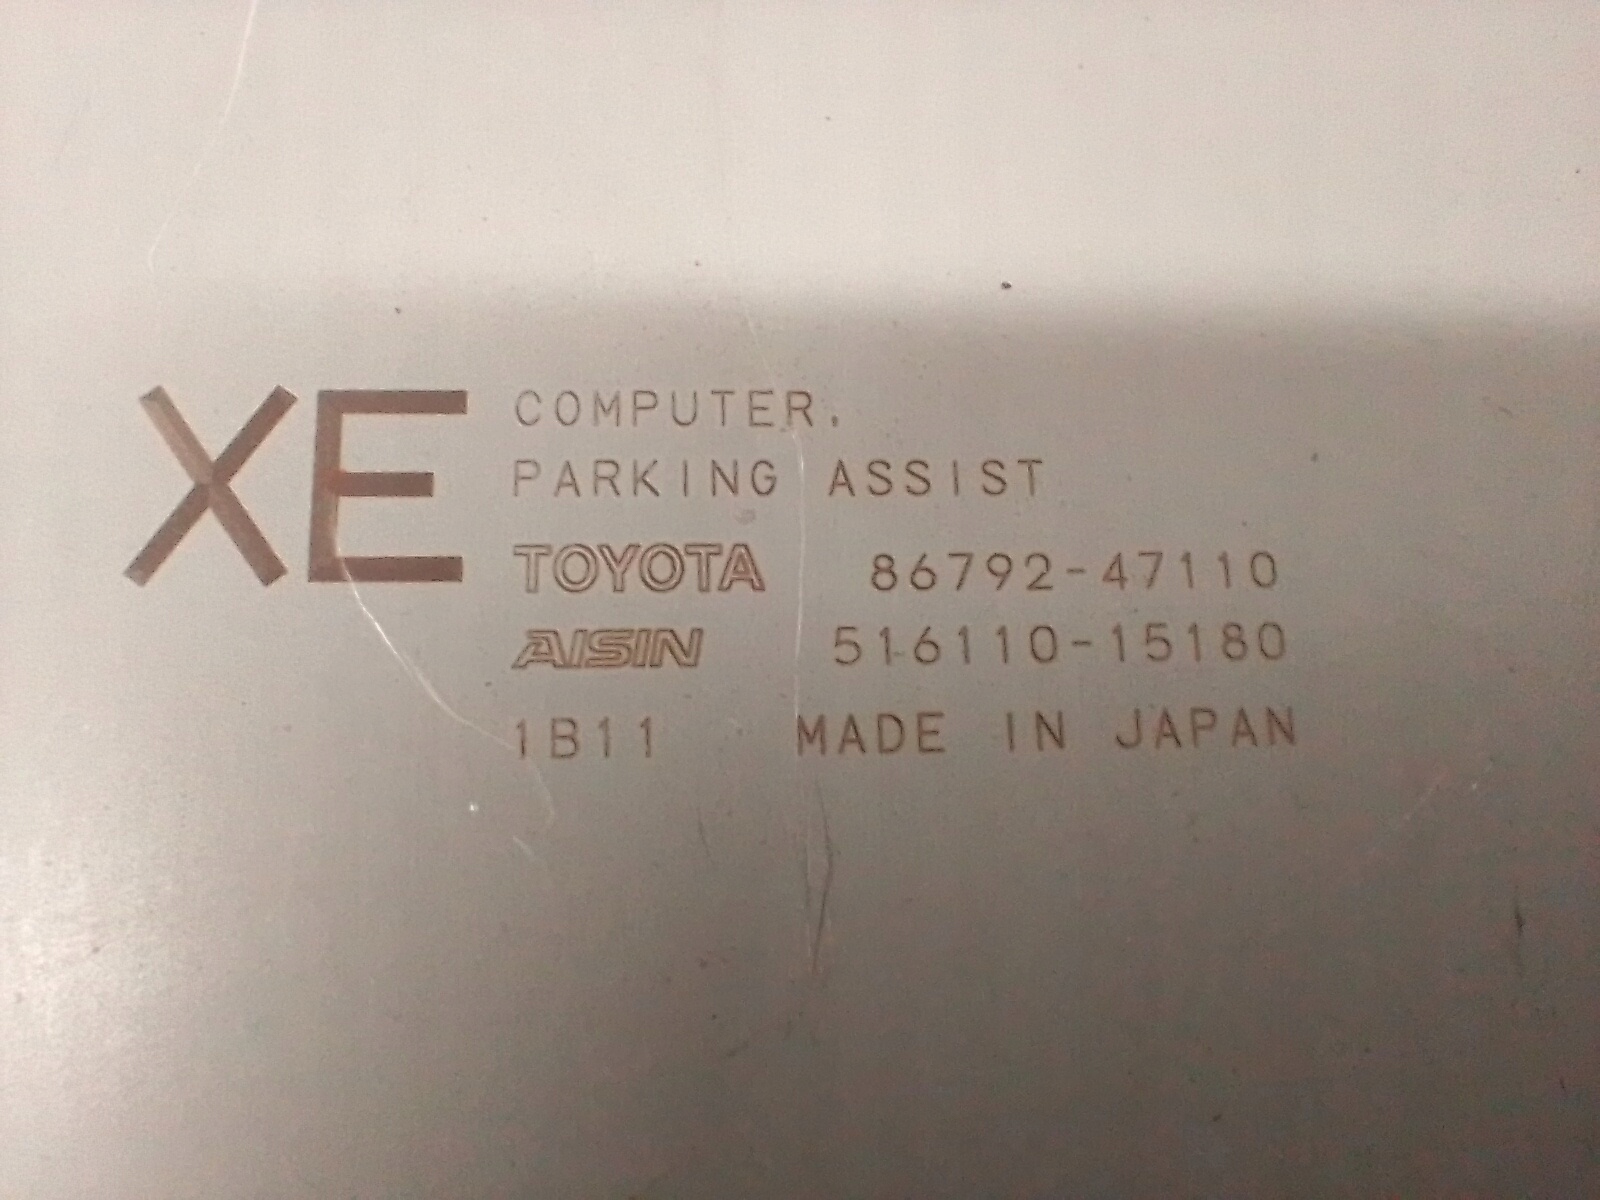 XE
COMPUTER,
PARKING ASSIST
TOYOTA 86792-47110
AISIN 516110-15180
1B11 MADE IN JAPAN